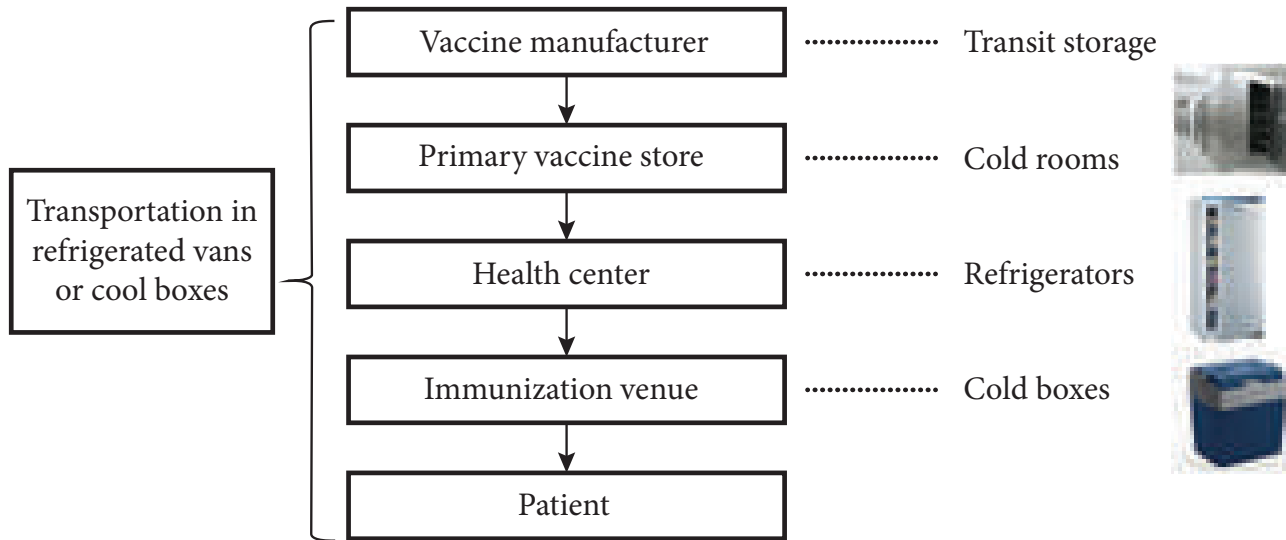 Vaccine manufacturer
Transit storage
Primary vaccine store
Cold rooms
Transportation in
refrigerated vans
or cool boxes
Health center
Refrigerators
Immunization venue
Cold boxes
Patient